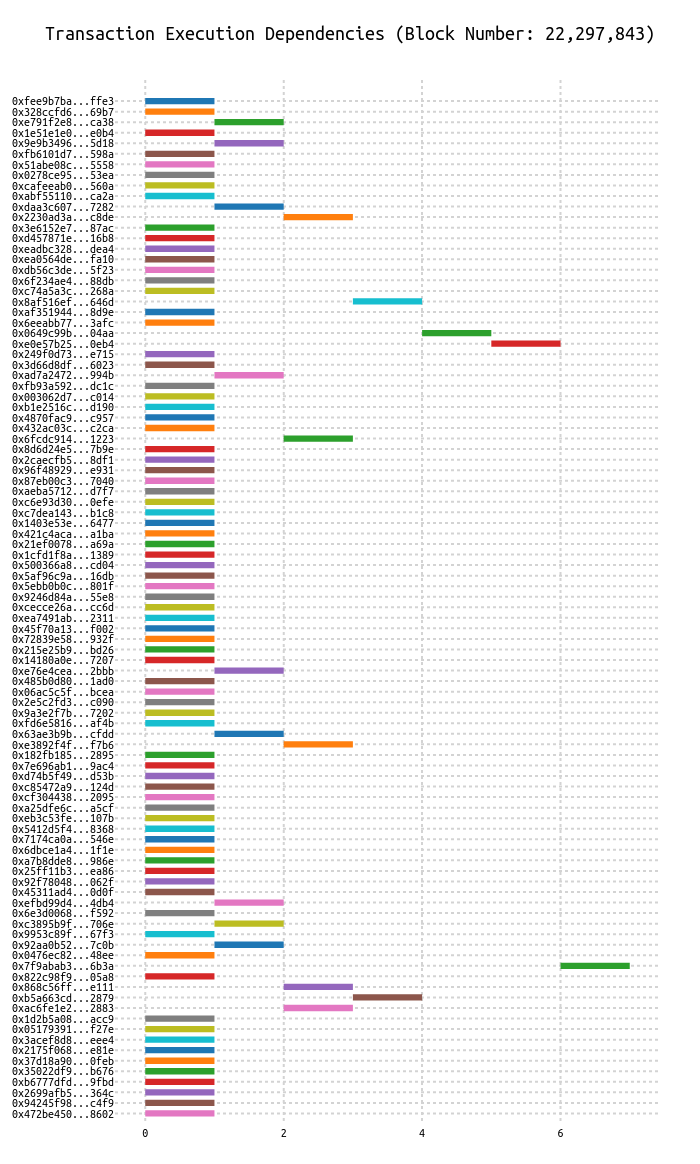 Transaction Execution Dependencies (Block Number: 22,297,843)
0xfee9b7ba...ffe3
0x328ccfd6...69b7
0xe791f2e8...ca38
0x1e51e1e0...e0b4
0x9e9b3496...5d18
0xfb6101d7...598a
0x51abe08c...5558
0x0278ce95...53ea
0xcafeeab0...560a
0xabf55110...ca2a
0xdaa3c607...7282
0x2230ad3a...c8de
0x3e6152e7...87ac
0xd457871e...16b8
0xeadbc328...dea4
0xea0564de...fa10
0xdb56c3de...5f23
0x6f234ae4...88db
0xc74a5a3c...268a
0x8af516ef...646d
0xaf351944...8d9e
0x6eeabb77...3afc
0x0649c99b...04aa
0xe0e57b25...0eb4
0x249f0d73...e715
0x3d66d8df...6023
0xad7a2472...994b
0xfb93a592...dc1c
0x003062d7...c014
0xb1e2516c...d190
0x4870fac9...c957
0x432ac03c...c2ca
0x6fcdc914...1223
0x8d6d24e5...7b9e
0x2caecfb5...8df1
0x96f48929...e931
0x87eb00c3...7040
0xaeba5712...d7f7
0xc6e93d30...0efe
0xc7dea143...b1c8
0x1403e53e...6477
0x421c4aca...a1ba
0x21ef0078...a69a
0x1cfd1f8a...1389
0x500366a8...cd04
0x5af96c9a...16db
0x5ebb0b0c...801f
0x9246d84a...55e8
0xcecce26a...cc6d
0xea7491ab...2311
0x45f70a13...f002
0x72839e58...932f
0x215e25b9...bd26
0x14180a0e...7207
0xe76e4cea...2bbb
0x485b0d80...1ad0
0x06ac5c5f...bcea
0x2e5c2fd3...c090
0x9a3e2f7b...7202
0xfd6e5816...af4b
0x63ae3b9b...cfdd
0xe3892f4f...f7b6
0x182fb185...2895
0x7e696ab1...9ac4
0xd74b5f49...d53b
0xc85472a9...124d
0xcf304438...2095
0xa25dfe6c...a5cf
0xeb3c53fe...107b
0x5412d5f4...8368
0x7174ca0a...546e
0x6dbce1a4...1f1e
0xa7b8dde8...986e
0x25ff11b3...ea86
0x92f78048...062f
0x45311ad4...0d0f
0xefbd99d4...4db4
0x6e3d0068...f592
0xc3895b9f...706e
0x9953c89f...67f3
0x92aa0b52...7c0b
0x0476ec82...48ee
0x7f9abab3...6b3a
0x822c98f9...05a8
0x868c56ff...e111
0xb5a663cd...2879
0xac6fe1e2...2883
0x1d2b5a08...acc9
0x05179391...f27e
0x3acef8d8...eee4
0x2175f068...e81e
0x37d18a90...0feb
0x35022df9...b676
0xb6777dfd...9fbd
0x2699afb5...364c
0x94245f98...c4f9
0x472be450...8602
0 2 4 6